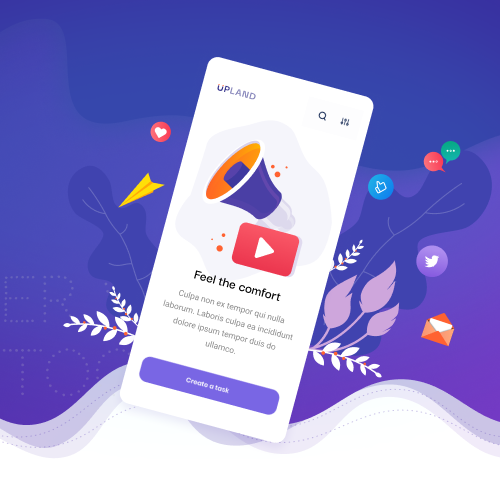 UPLAND
Feel the comfort
Culpa non ex tempor qui nulla
laborum. Laboris culpa ea incididunt
dolore ipsum tempor duis do
ullamco.
Create a task